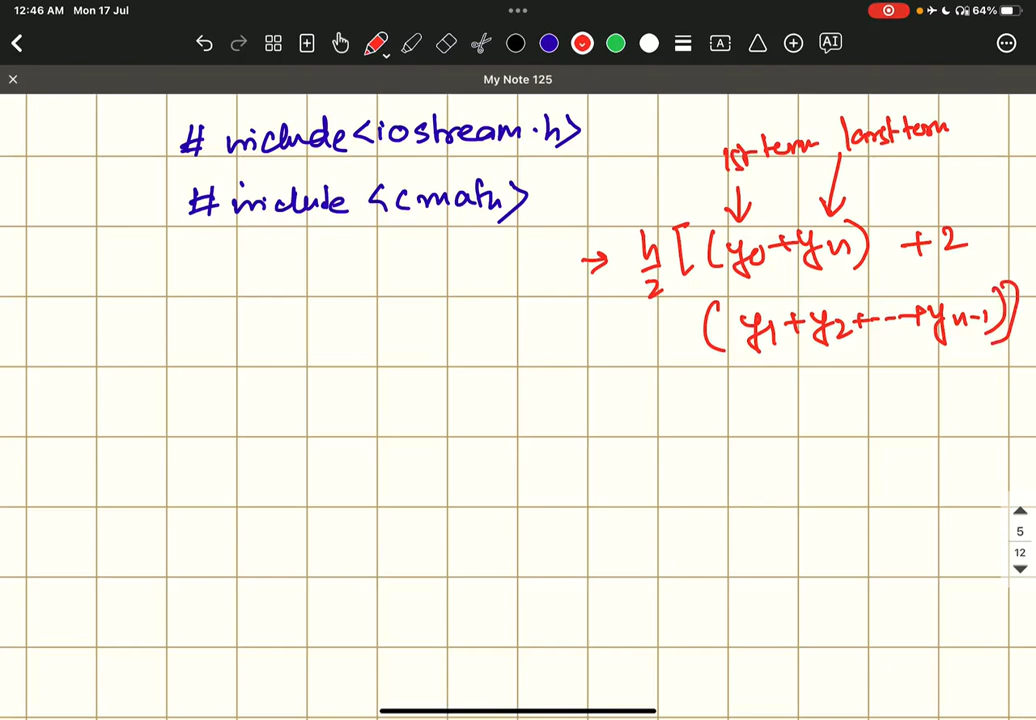 12:46 AM Mon 17 Jul
64%
A
AI
My Note 125
# include<iostream.h>
# include <cmath>
1st term last term
→ h/2 [(y0+yn) +2
(y1+y2+----+yn-1)]
5
12